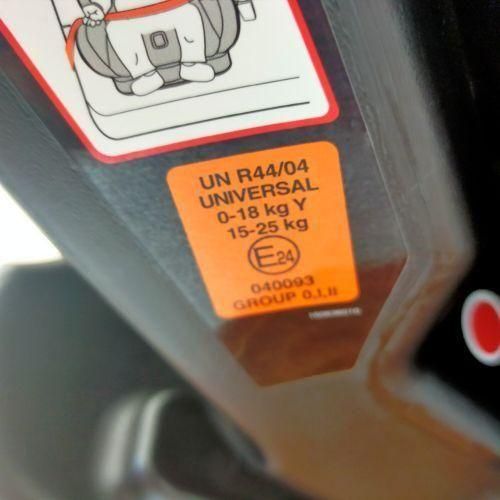 UN R44/04
UNIVERSAL
0-18 kg Y
15-25 kg
E24
040093
GROUP 0,I,II